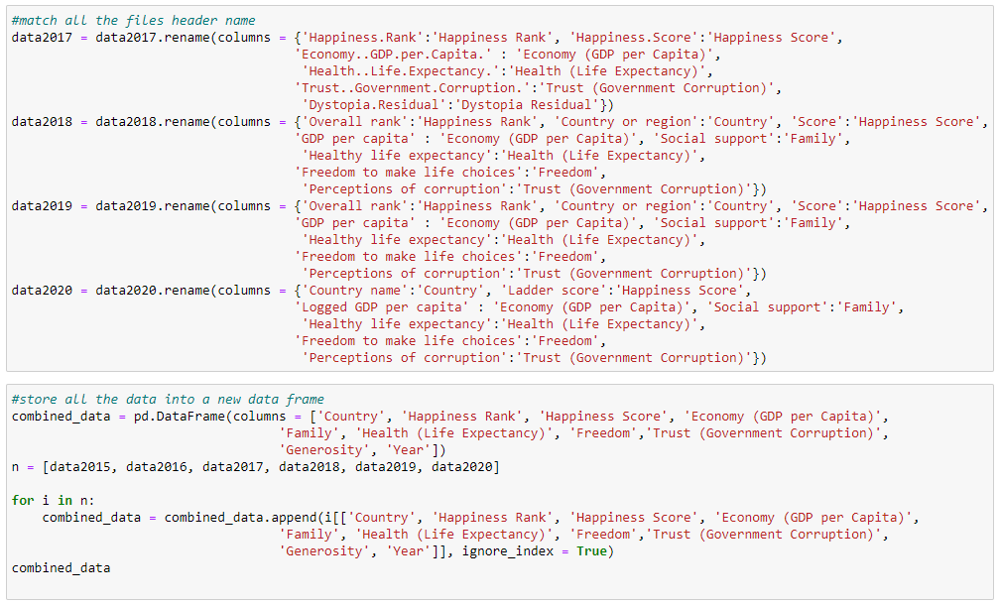 #match all the files header name
data2017 = data2017.rename(columns = {'Happiness.Rank':'Happiness Rank', 'Happiness.Score':'Happiness Score',
                                     'Economy..GDP.per.Capita.' : 'Economy (GDP per Capita)',
                                      'Health..Life.Expectancy.':'Health (Life Expectancy)',
                                     'Trust..Government.Corruption.':'Trust (Government Corruption)',
                                      'Dystopia.Residual':'Dystopia Residual'})
data2018 = data2018.rename(columns = {'Overall rank':'Happiness Rank', 'Country or region':'Country', 'Score':'Happiness Score',
                                     'GDP per capita' : 'Economy (GDP per Capita)', 'Social support':'Family',
                                      'Healthy life expectancy':'Health (Life Expectancy)',
                                     'Freedom to make life choices':'Freedom',
                                      'Perceptions of corruption':'Trust (Government Corruption)'})
data2019 = data2019.rename(columns = {'Overall rank':'Happiness Rank', 'Country or region':'Country', 'Score':'Happiness Score',
                                     'GDP per capita' : 'Economy (GDP per Capita)', 'Social support':'Family',
                                      'Healthy life expectancy':'Health (Life Expectancy)',
                                     'Freedom to make life choices':'Freedom',
                                      'Perceptions of corruption':'Trust (Government Corruption)'})
data2020 = data2020.rename(columns = {'Country name':'Country', 'Ladder score':'Happiness Score',
                                     'Logged GDP per capita' : 'Economy (GDP per Capita)', 'Social support':'Family',
                                      'Healthy life expectancy':'Health (Life Expectancy)',
                                     'Freedom to make life choices':'Freedom',
                                      'Perceptions of corruption':'Trust (Government Corruption)'})
#store all the data into a new data frame
combined_data = pd.DataFrame(columns = ['Country', 'Happiness Rank', 'Happiness Score', 'Economy (GDP per Capita)',
                                   'Family', 'Health (Life Expectancy)', 'Freedom','Trust (Government Corruption)',
                                   'Generosity', 'Year'])
n = [data2015, data2016, data2017, data2018, data2019, data2020]
for i in n:
    combined_data = combined_data.append(i[['Country', 'Happiness Rank', 'Happiness Score', 'Economy (GDP per Capita)',
                                   'Family', 'Health (Life Expectancy)', 'Freedom','Trust (Government Corruption)',
                                   'Generosity', 'Year']], ignore_index = True)
combined_data